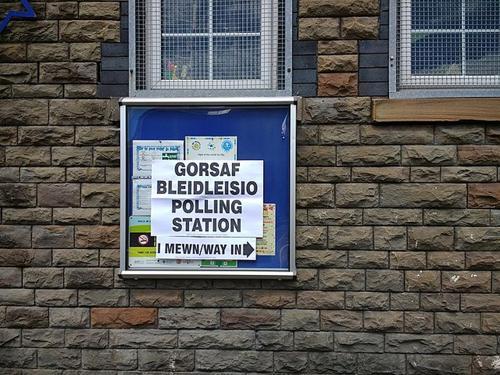 GORSAF
BLEIDLEISIO
POLLING
STATION
I MEWN/WAY IN